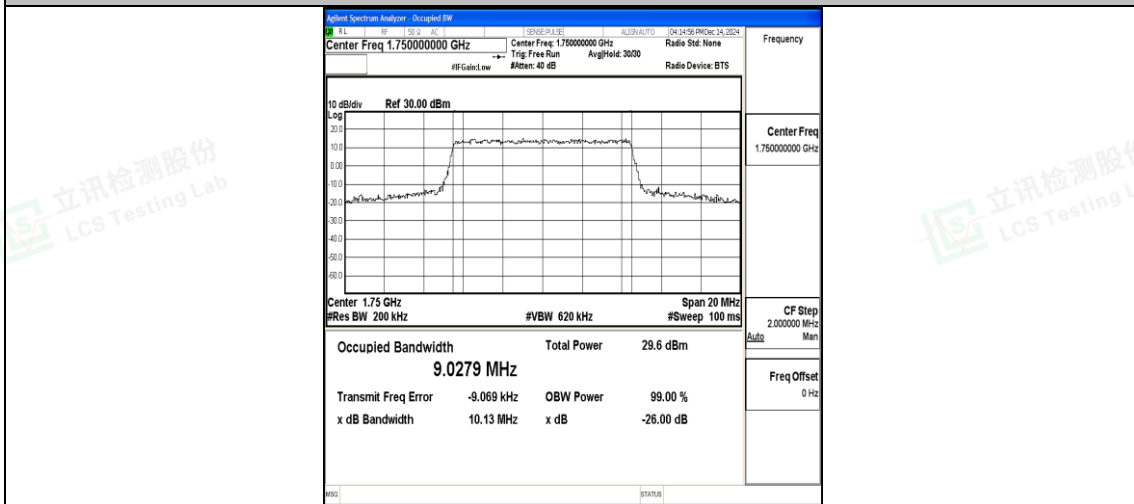 Agilent Spectrum Analyzer - Occupied BW
RL RF 50 Ω AC SENSE:PULSE ALIGN AUTO 04:14:56 PM Dec 14, 2024
Center Freq 1.750000000 GHz
Center Freq: 1.750000000 GHz
Radio Std: None
Trig: Free Run Avg|Hold: 30/30
#IFGain:Low #Atten: 40 dB Radio Device: BTS
Frequency
10 dB/div Ref 30.00 dBm
Log
20.0
10.0
0.00
-10.0
-20.0
-30.0
-40.0
-50.0
-60.0
Center 1.75 GHz Span 20 MHz
#Res BW 200 kHz #VBW 620 kHz #Sweep 100 ms
Center Freq
1.750000000 GHz
CF Step
2.000000 MHz
Auto Man
Freq Offset
0 Hz
Occupied Bandwidth Total Power 29.6 dBm
9.0279 MHz
Transmit Freq Error -9.069 kHz OBW Power 99.00 %
x dB Bandwidth 10.13 MHz x dB -26.00 dB
MSG STATUS
立讯检测股份
LCS Testing Lab
立讯检测股份
LCS Testing L